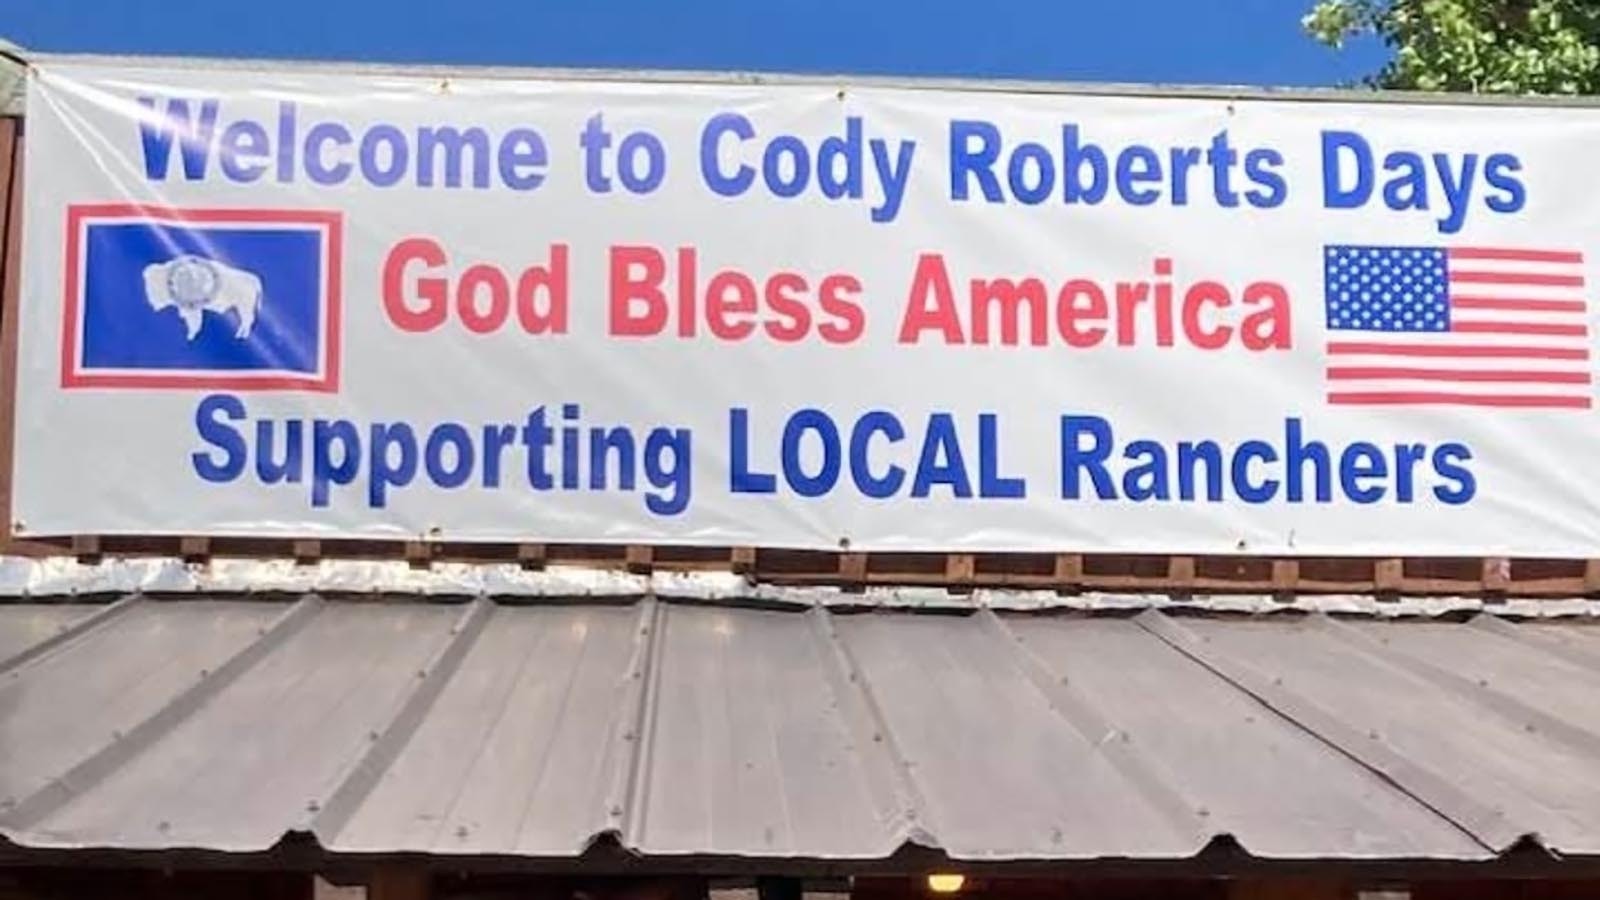 Welcome to Cody Roberts Days
God Bless America
Supporting LOCAL Ranchers